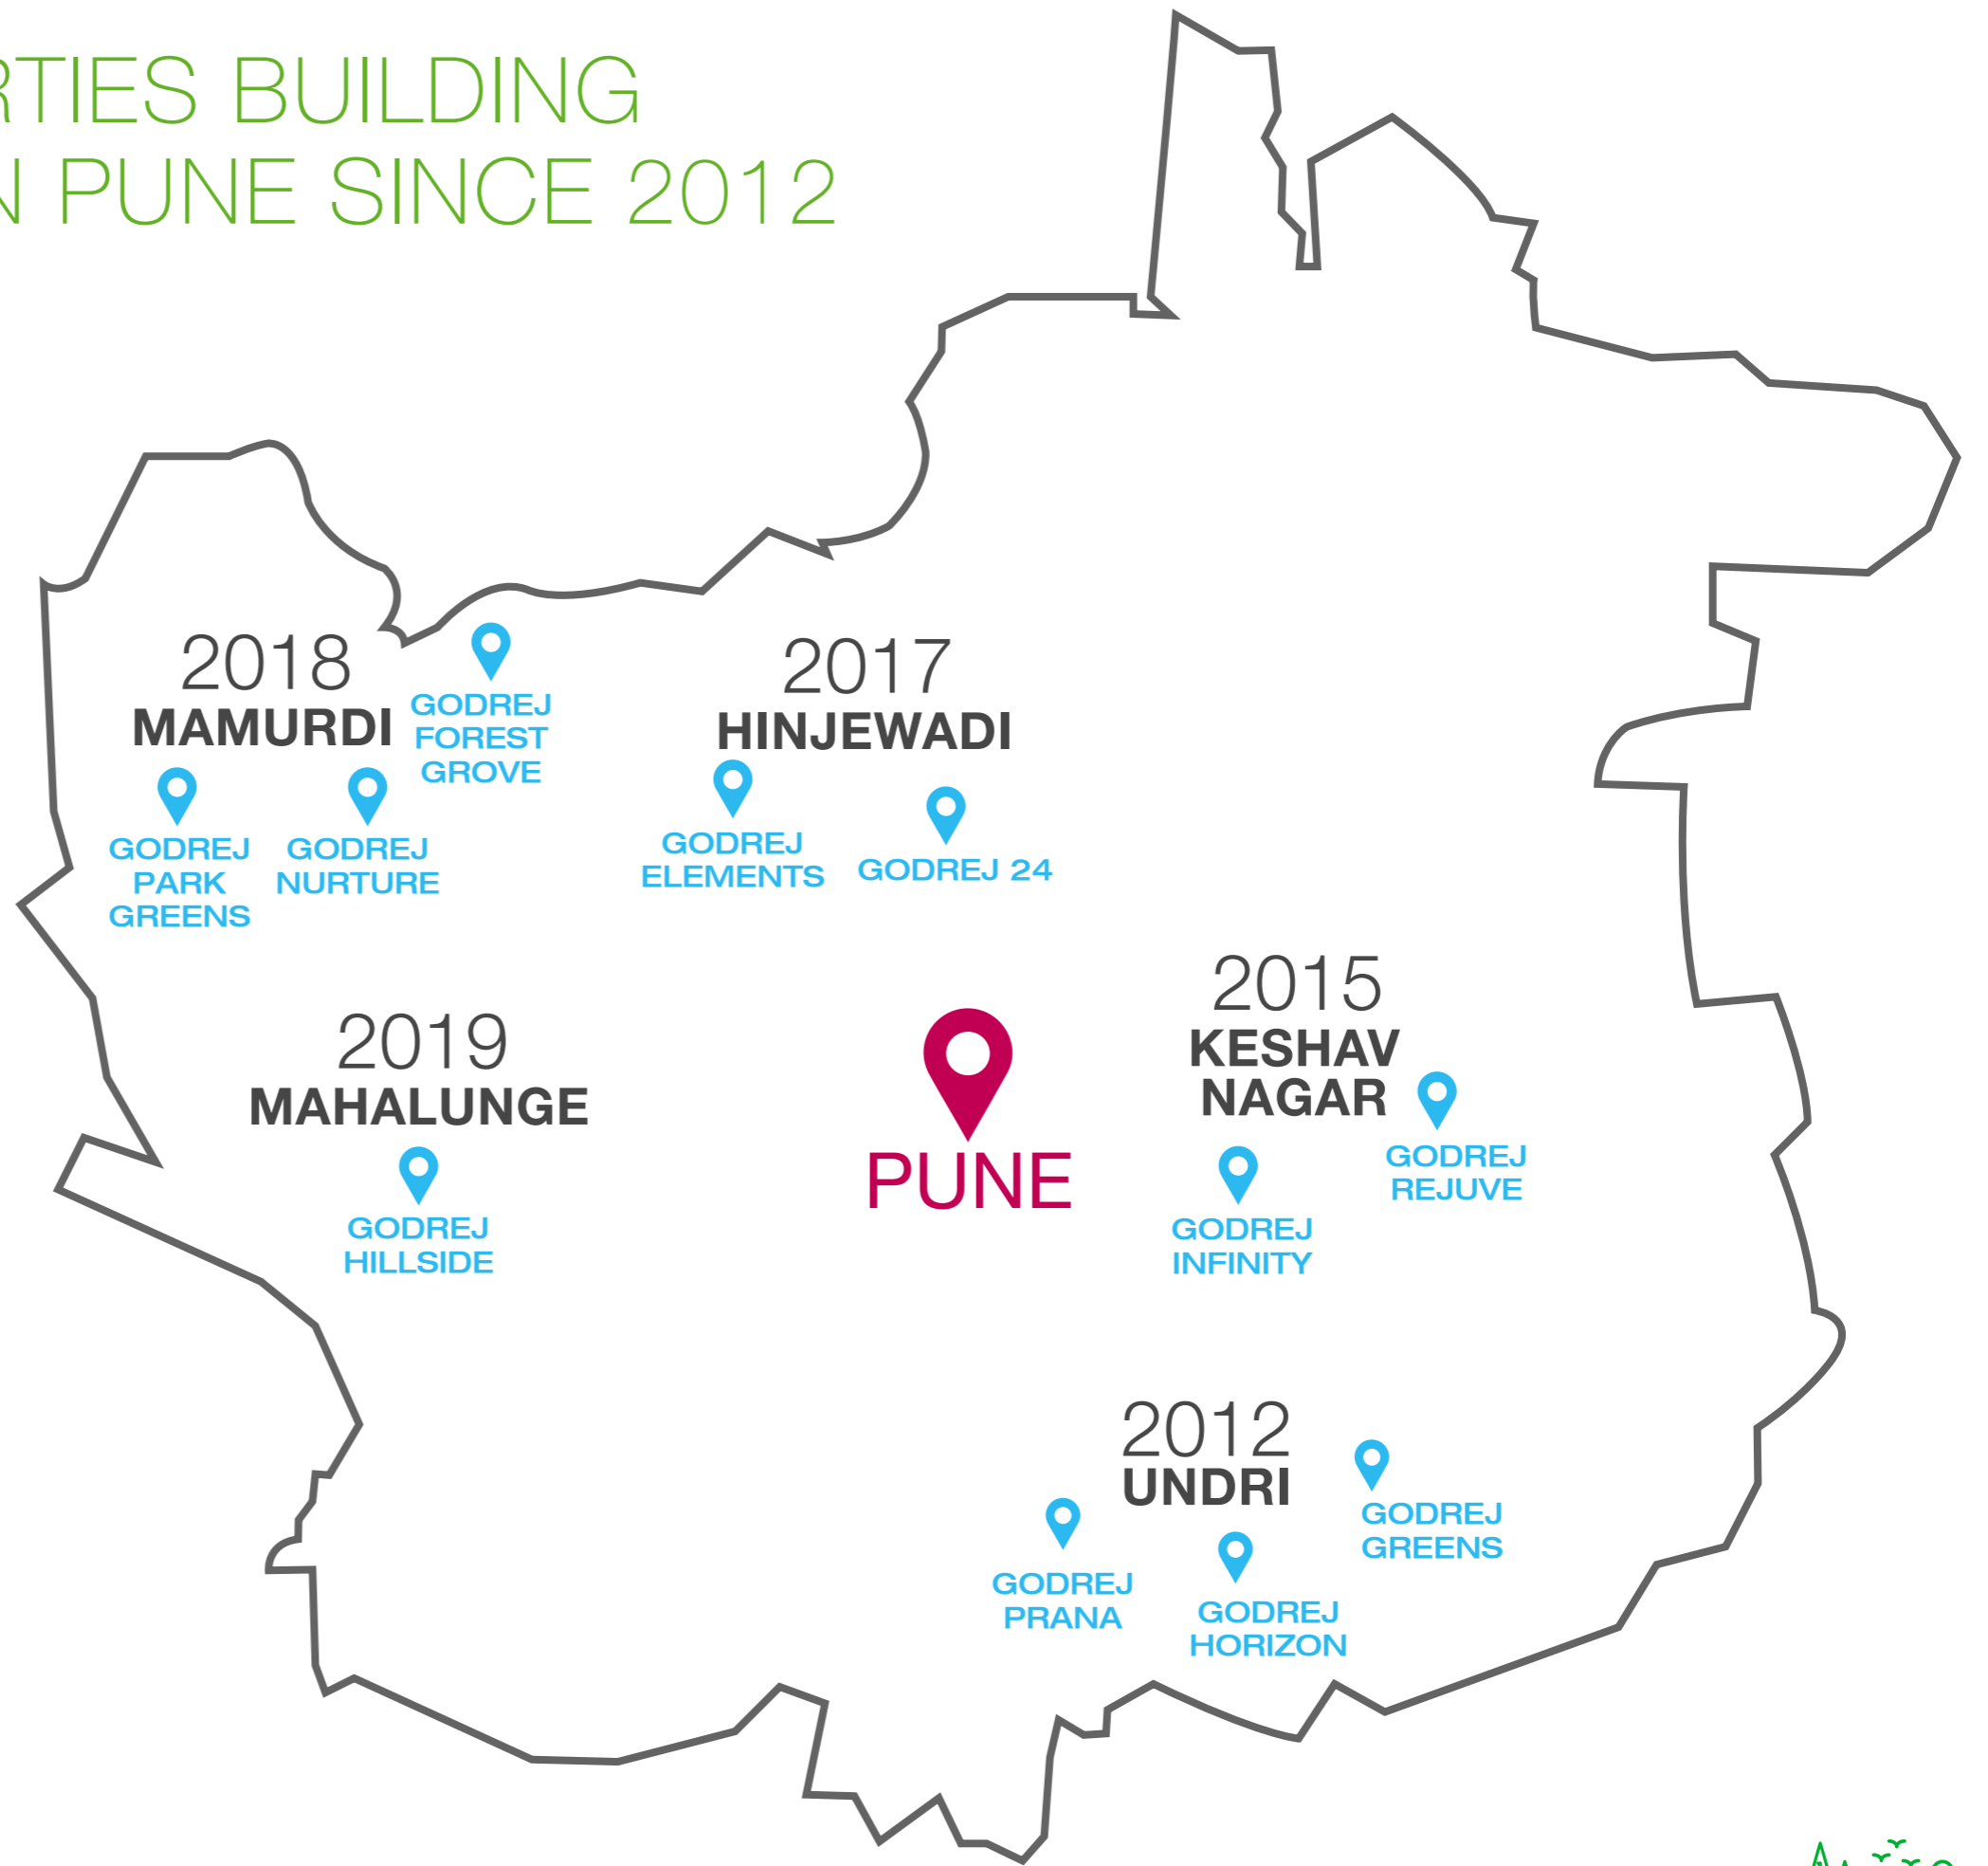 RTIES BUILDING
N PUNE SINCE 2012
2018
MAMURDI
GODREJ
FOREST
GROVE
GODREJ
PARK
GREENS
GODREJ
NURTURE
2017
HINJEWADI
GODREJ
ELEMENTS
GODREJ 24
2019
MAHALUNGE
GODREJ
HILLSIDE
PUNE
2015
KESHAV
NAGAR
GODREJ
REJUVE
GODREJ
INFINITY
2012
UNDRI
GODREJ
GREENS
GODREJ
PRANA
GODREJ
HORIZON